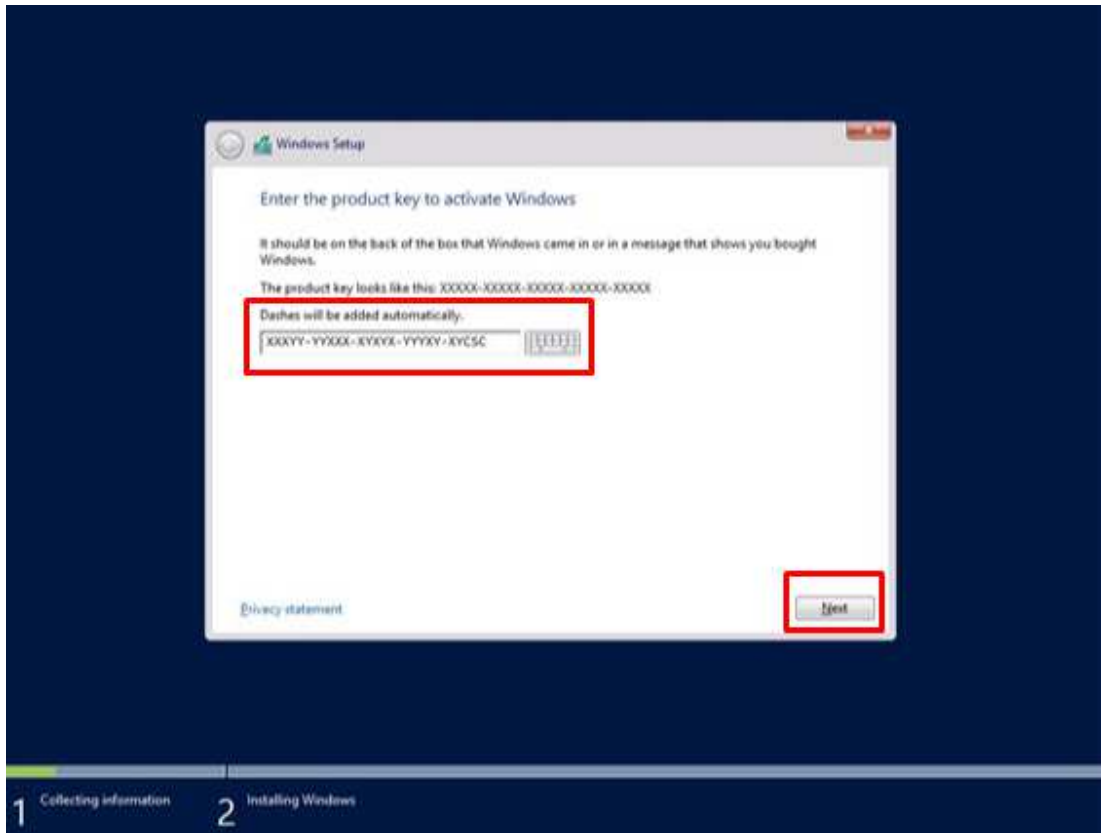 Windows Setup
Enter the product key to activate Windows
It should be on the back of the box that Windows came in or in a message that shows you bought
Windows.
The product key looks like this: XXXXX-XXXXX-XXXXX-XXXXX-XXXXX
Dashes will be added automatically.
XXXYY-YYXXX-XYXYX-YYYXY-XYCSC
Privacy statement
Next
1 Collecting information 2 Installing Windows